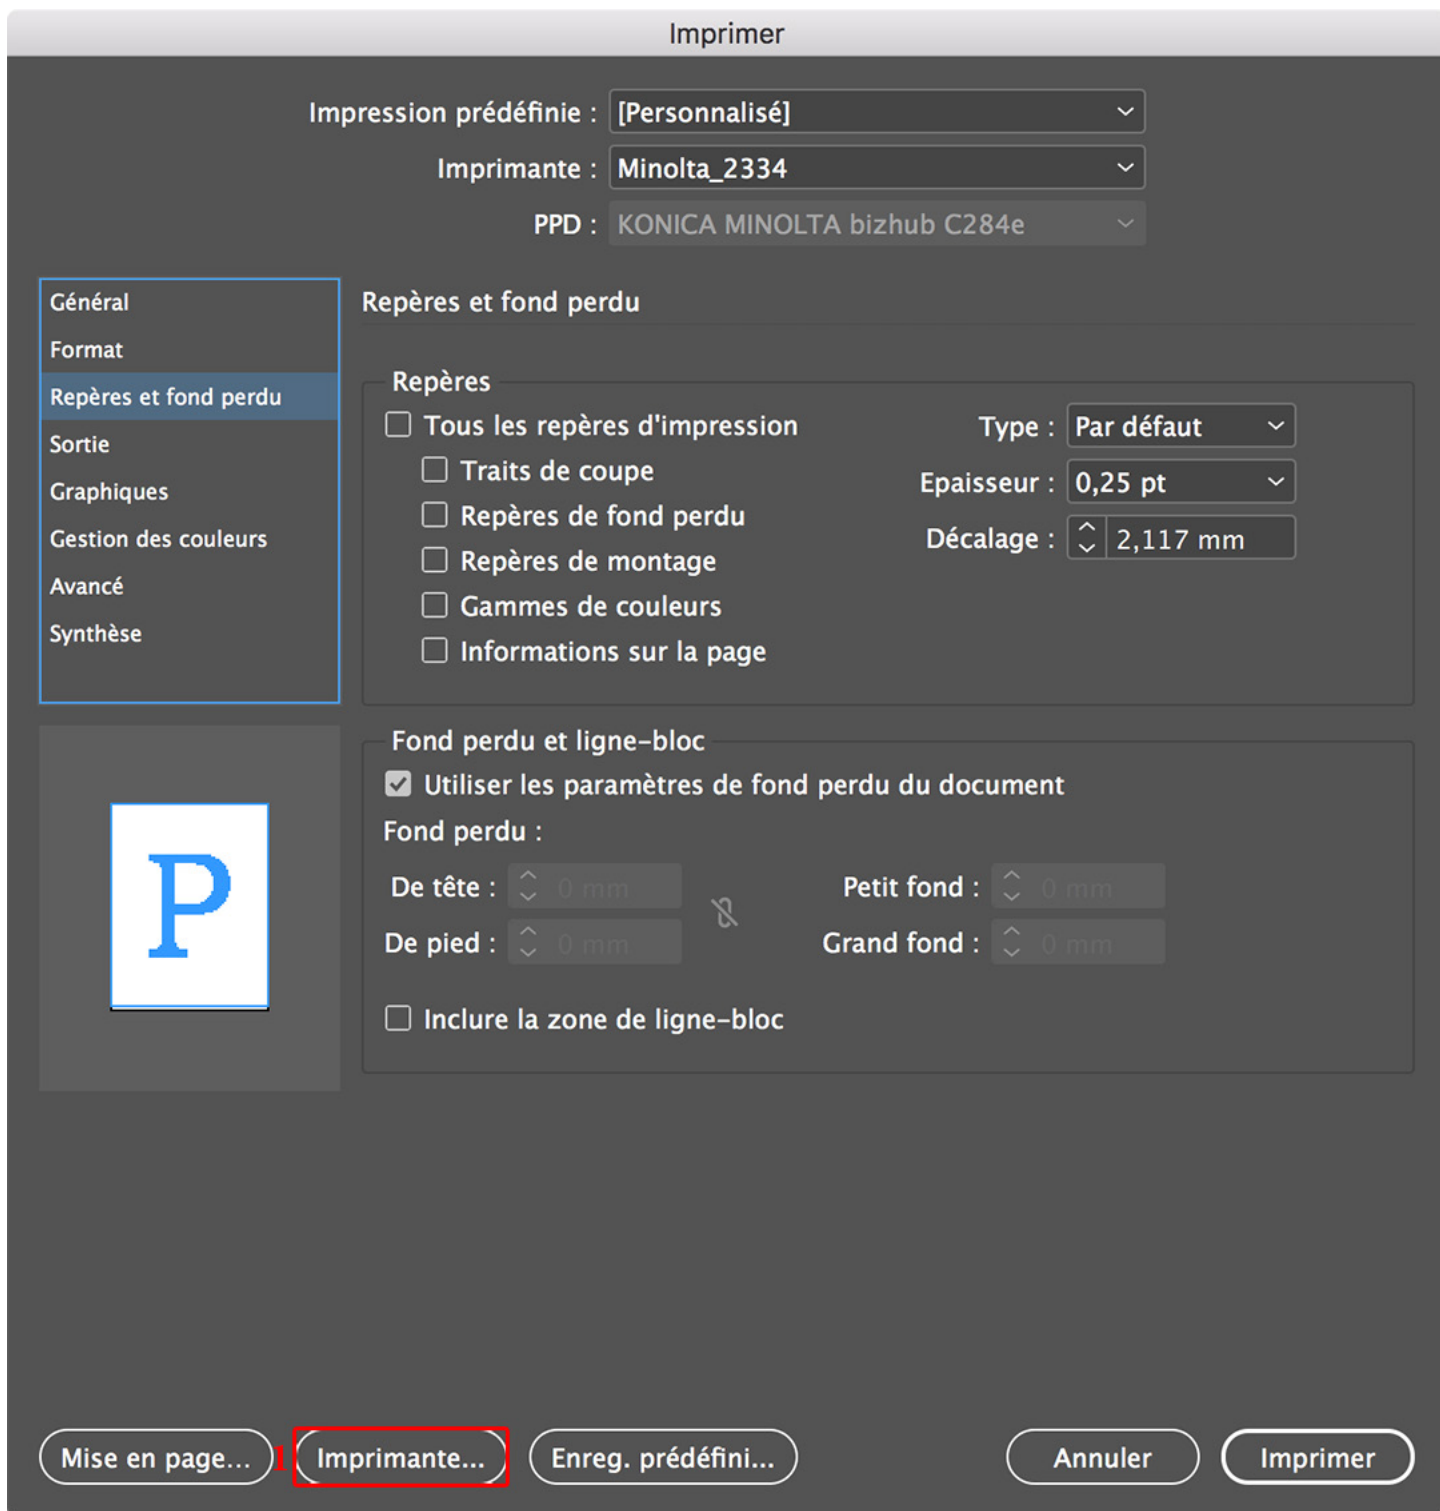 Imprimer
Impression prédéfinie : [Personnalisé]
Imprimante : Minolta_2334
PPD : KONICA MINOLTA bizhub C284e
Général
Format
Repères et fond perdu
Sortie
Graphiques
Gestion des couleurs
Avancé
Synthèse
Repères et fond perdu
Repères
Tous les repères d'impression
Traits de coupe
Repères de fond perdu
Repères de montage
Gammes de couleurs
Informations sur la page
Type : Par défaut
Epaisseur : 0,25 pt
Décalage : 2,117 mm
P
Fond perdu et ligne-bloc
Utiliser les paramètres de fond perdu du document
Fond perdu :
De tête : 0 mm Petit fond : 0 mm
De pied : 0 mm Grand fond : 0 mm
Inclure la zone de ligne-bloc
Mise en page... 1 Imprimante... Enreg. prédéfini... Annuler Imprimer